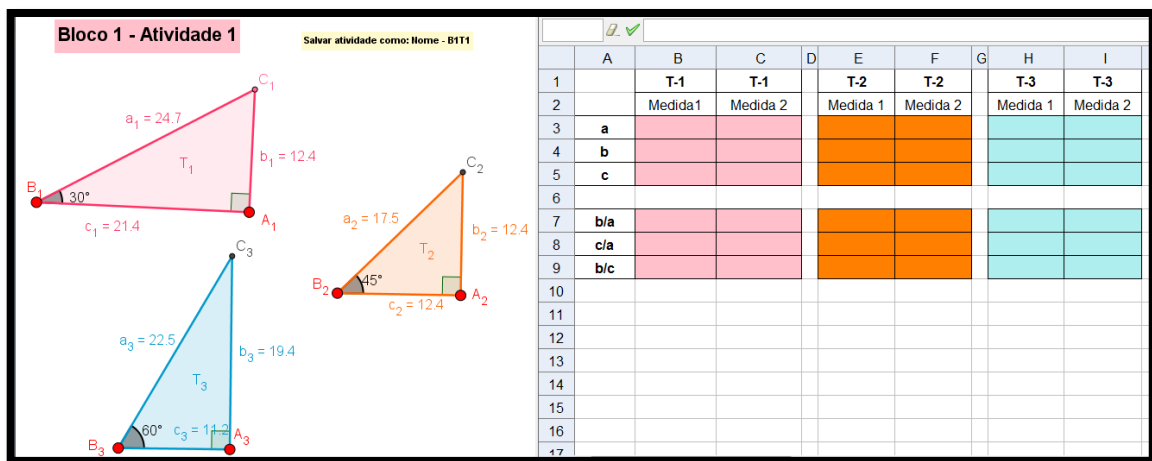 Bloco 1 - Atividade 1
Salvar atividade como: Nome - B1T1
C1
a1 = 24.7
T1
b1 = 12.4
B1
30°
A1
c1 = 21.4
C2
a2 = 17.5
b2 = 12.4
T2
B2
45°
A2
c2 = 12.4
C3
a3 = 22.5
b3 = 19.4
T3
60°
c3 = 11.2
A3
B3
A B C D E F G H I
1 T-1 T-1 T-2 T-2 T-3 T-3
2 Medida1 Medida 2 Medida 1 Medida 2 Medida 1 Medida 2
3 a
4 b
5 c
6
7 b/a
8 c/a
9 b/c
10
11
12
13
14
15
16
17